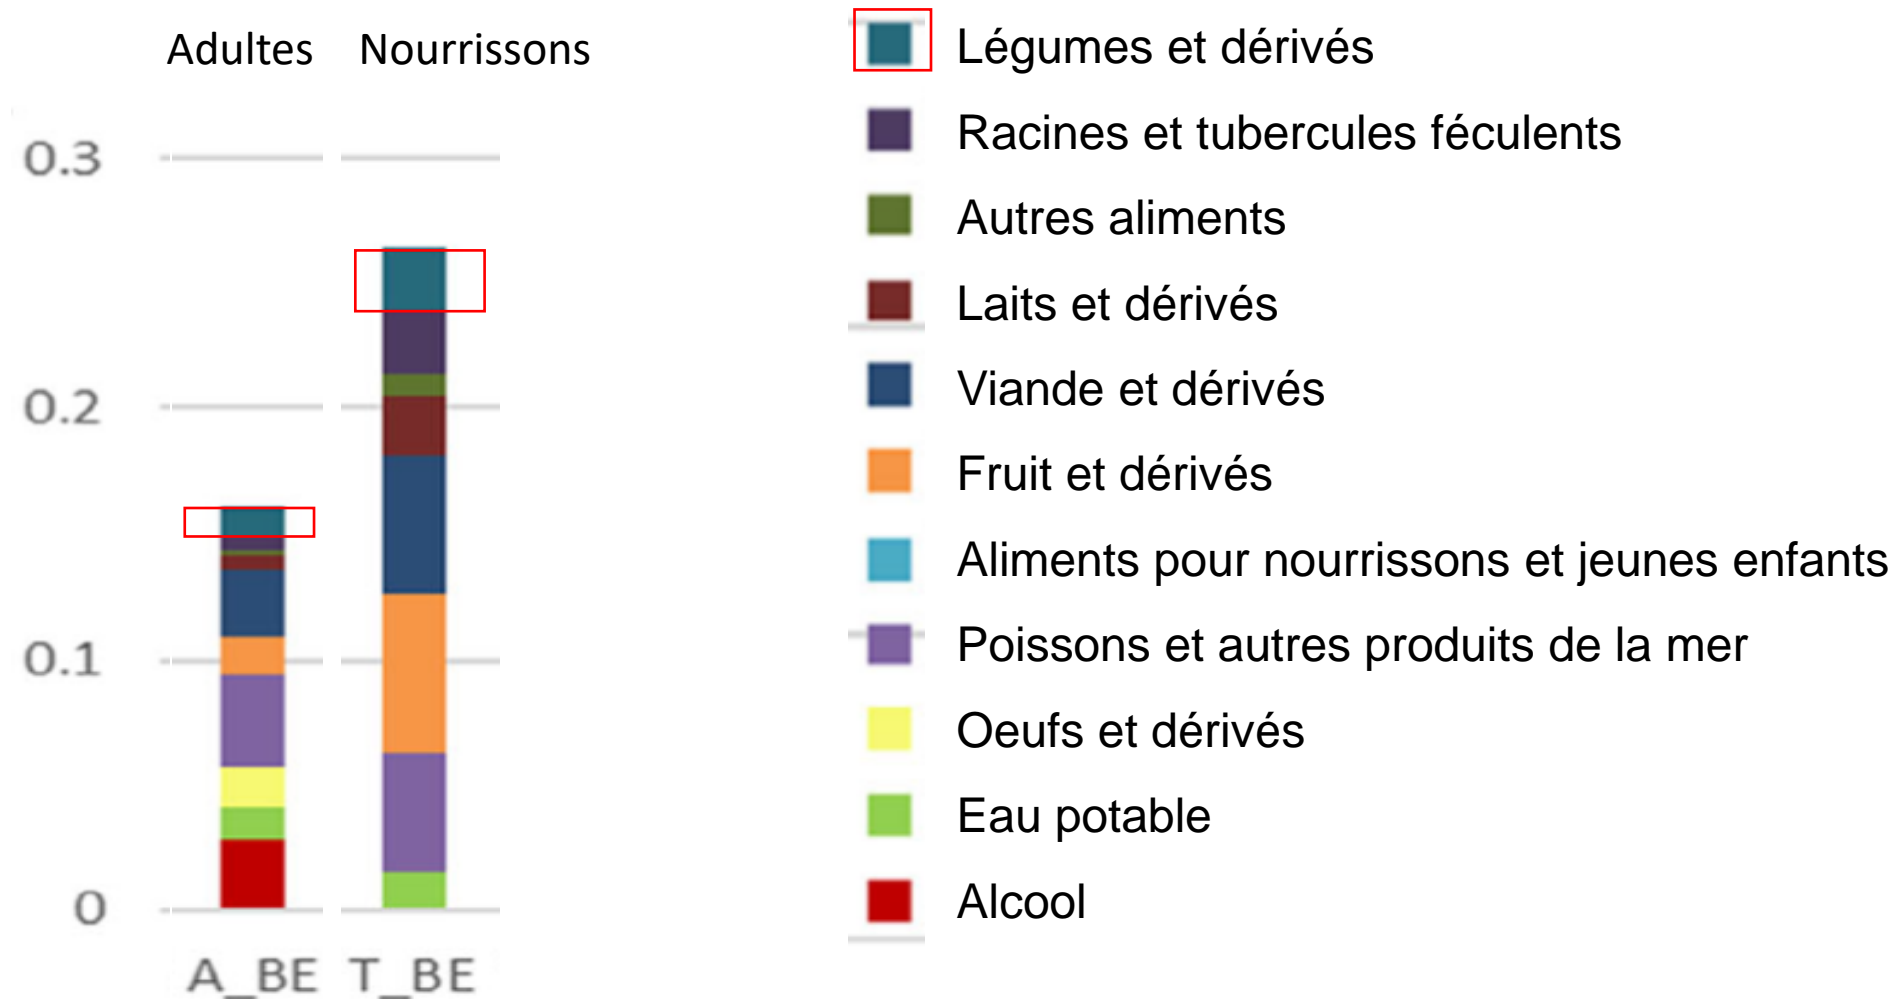 Adultes Nourrissons
0.3
0.2
0.1
0
A_BE T_BE
Légumes et dérivés
Racines et tubercules féculents
Autres aliments
Laits et dérivés
Viande et dérivés
Fruit et dérivés
Aliments pour nourrissons et jeunes enfants
Poissons et autres produits de la mer
Oeufs et dérivés
Eau potable
Alcool